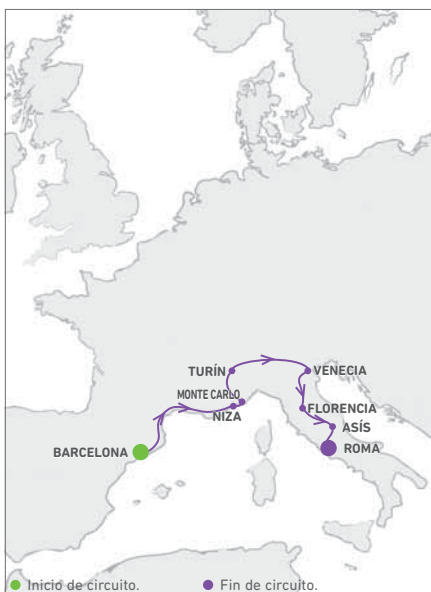 TURÍN
VENECIA
MONTE CARLO
NIZA
FLORENCIA
ASÍS
BARCELONA
ROMA
Inicio de circuito.
Fin de circuito.